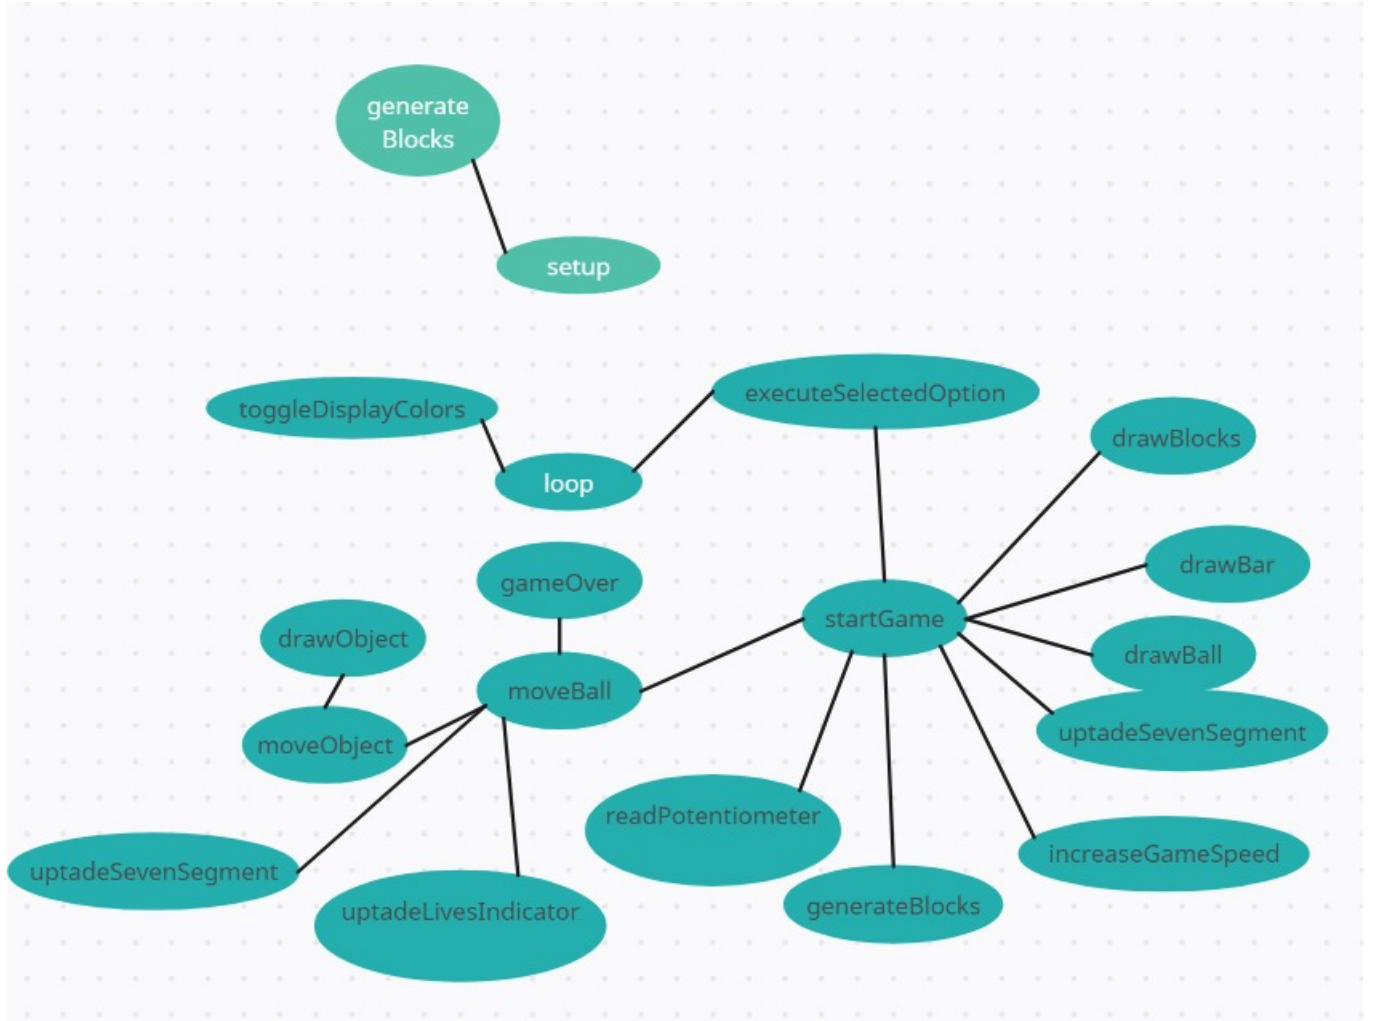 generate
Blocks
setup
executeSelectedOption
toggleDisplayColors
drawBlocks
loop
drawBar
gameOver
startGame
drawObject
drawBall
moveBall
uptadeSevenSegment
moveObject
readPotentiometer
increaseGameSpeed
uptadeSevenSegment
generateBlocks
uptadeLivesIndicator